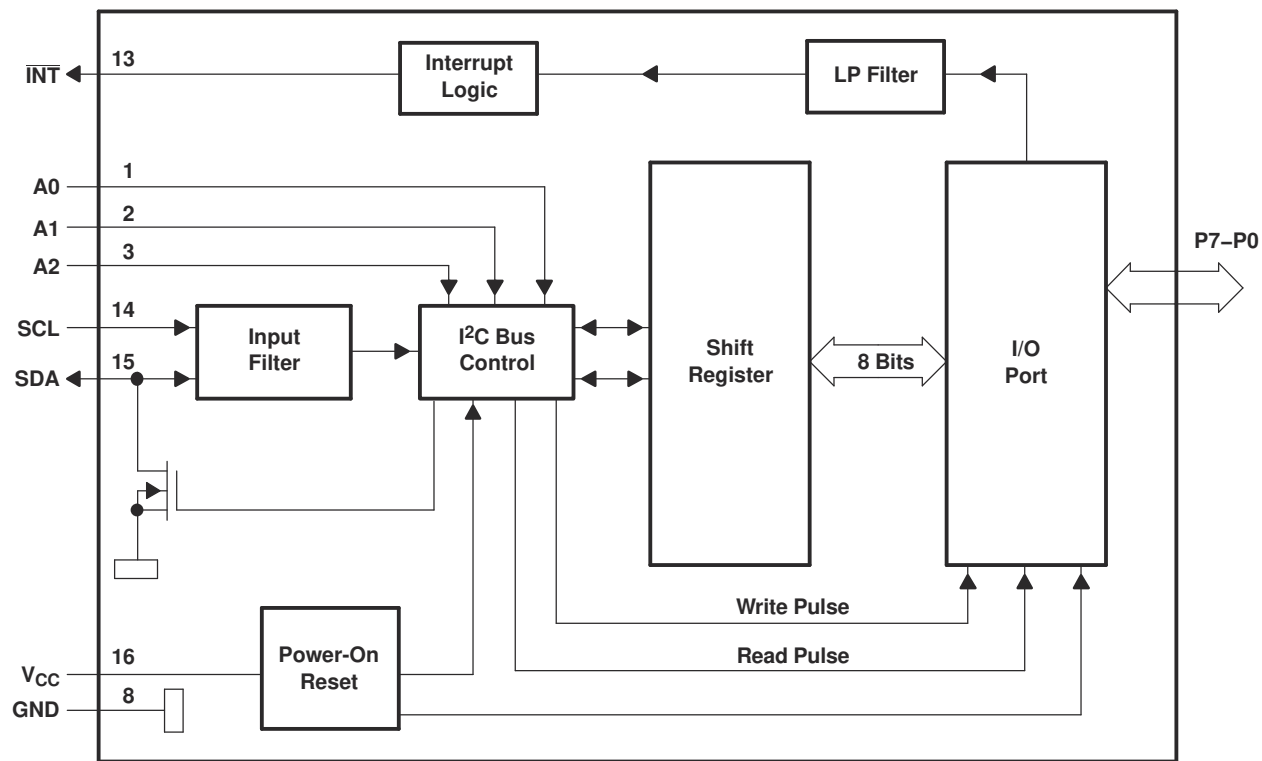 INT
13
Interrupt
Logic
LP Filter
A0
1
A1
2
A2
3
SCL
14
SDA
15
Input
Filter
I²C Bus
Control
Shift
Register
8 Bits
I/O
Port
P7–P0
Write Pulse
Read Pulse
Power-On
Reset
VCC
16
GND
8